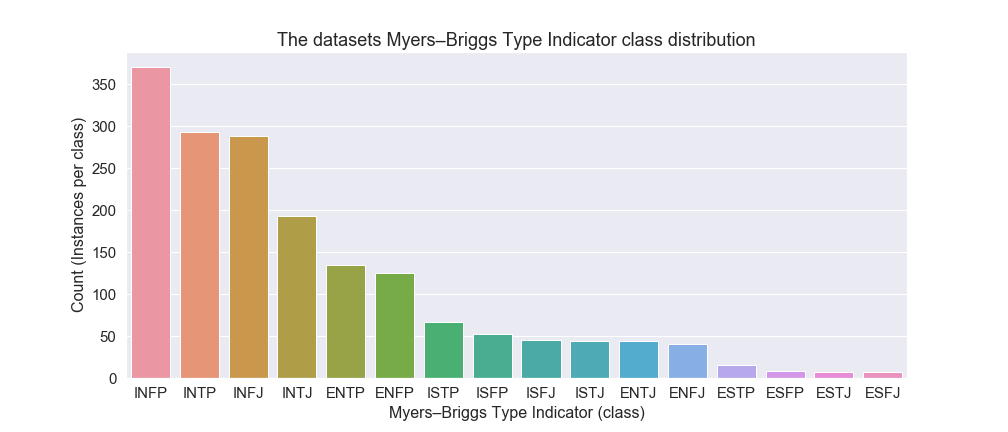 The datasets Myers–Briggs Type Indicator class distribution
Count (Instances per class)
350
300
250
200
150
100
50
0
INFP INTP INFJ INTJ ENTP ENFP ISTP ISFP ISFJ ISTJ ENTJ ENFJ ESTP ESFP ESTJ ESFJ
Myers–Briggs Type Indicator (class)